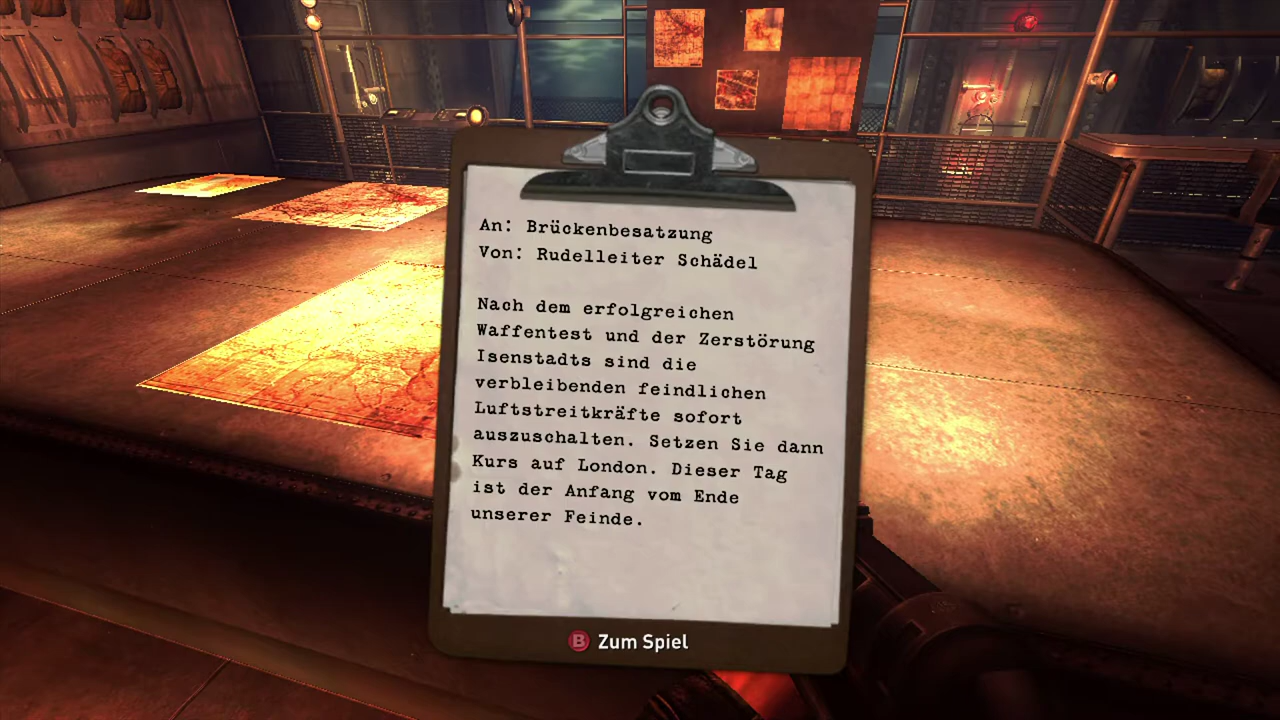 An: Brückenbesatzung
Von: Rudelleiter Schädel
Nach dem erfolgreichen
Waffentest und der Zerstörung
Isenstadts sind die
verbleibenden feindlichen
Luftstreitkräfte sofort
auszuschalten. Setzen Sie dann
Kurs auf London. Dieser Tag
ist der Anfang vom Ende
unserer Feinde.
B Zum Spiel